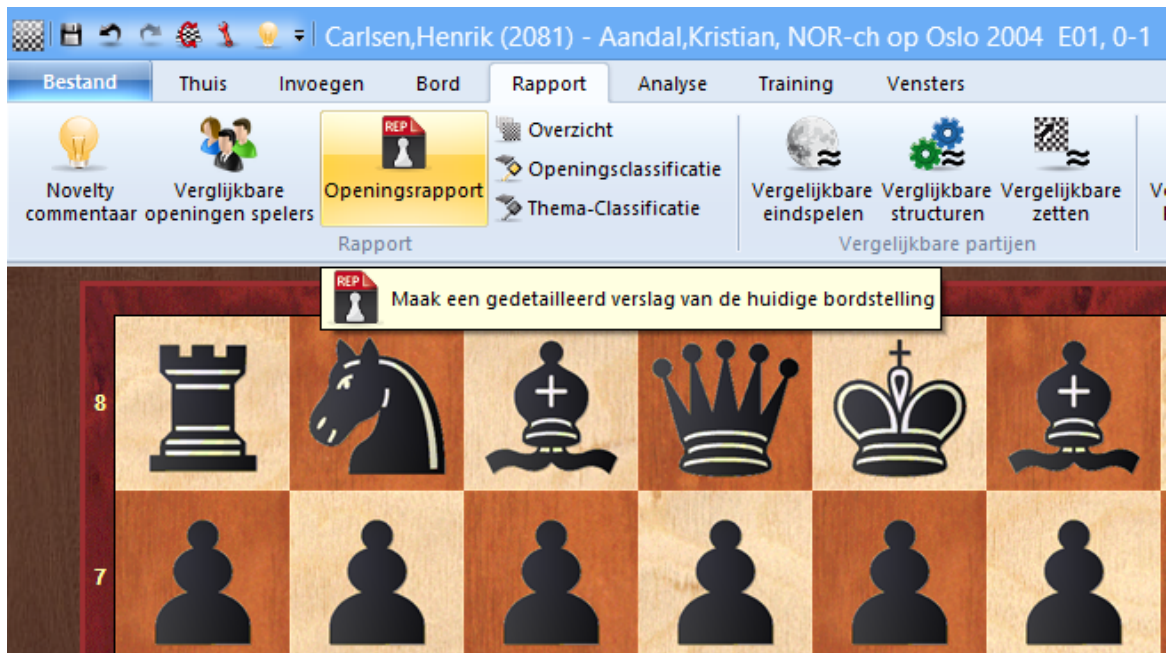 Carlsen,Henrik (2081) - Aandal,Kristian, NOR-ch op Oslo 2004 E01, 0-1
Bestand Thuis Invoegen Bord Rapport Analyse Training Vensters
Novelty
commentaar
Verglijkbare
openingen spelers
REP
Openingsrapport
Overzicht
Openingsclassificatie
Thema-Classificatie
Rapport
Vergelijkbare
eindspelen
Verglijkbare
structuren
Vergelijkbare
zetten
Vergelijkbare partijen
REP
Maak een gedetailleerd verslag van de huidige bordstelling
8
7